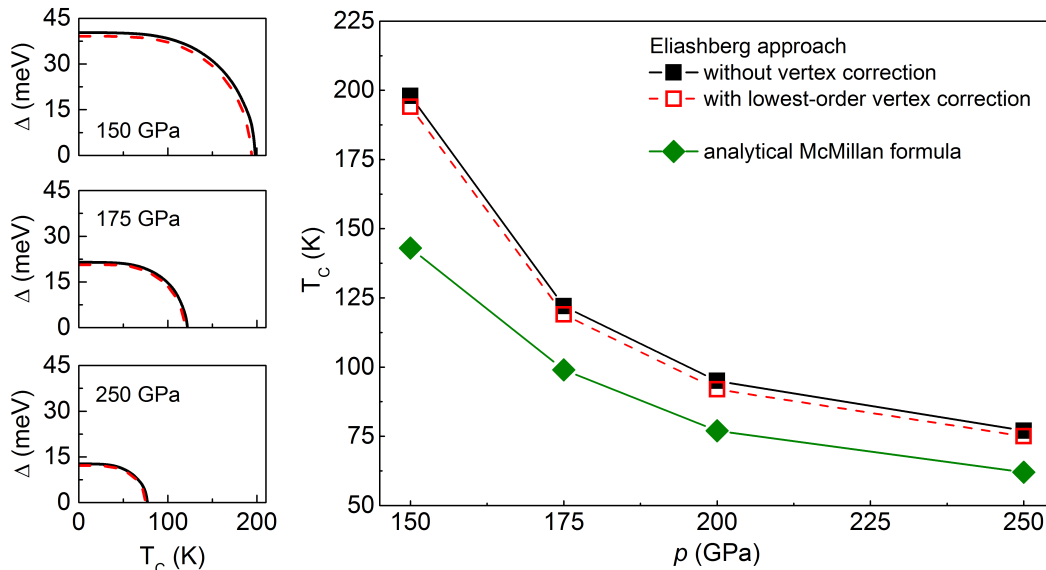 45
30
15
0
Δ (meV)
150 GPa
45
30
15
0
Δ (meV)
175 GPa
45
30
15
0
Δ (meV)
250 GPa
0
100
200
T_C (K)
225
200
175
150
125
100
75
50
T_C (K)
Eliashberg approach
without vertex correction
with lowest-order vertex correction
analytical McMillan formula
150
175
200
225
250
p (GPa)